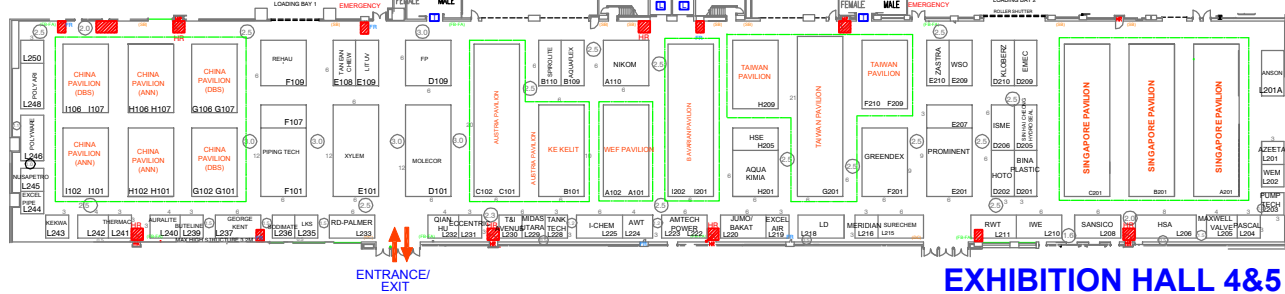 LOADING BAY 1
EMERGENCY
FEMALE
MALE
FEMALE
MALE
EMERGENCY
LOADING BAY 2
ROLLER SHUTTER
L250
POLY ARI
L248
POLYWARE
L246
NUSAPETRO
L245
EXCEL
PIPE
L244
CHINA
PAVILION
(DBS)
I106 I107
CHINA
PAVILION
(ANN)
H106 H107
CHINA
PAVILION
(DBS)
G106 G107
CHINA
PAVILION
(ANN)
I102 I101
CHINA
PAVILION
(ANN)
H102 H101
CHINA
PAVILION
(DBS)
G102 G101
REHAU
F109
F107
PIPING TECH
F101
TAN EAN
CHEW
E108
LIT UV
E109
XYLEM
E101
FP
D109
MOLECOR
D101
AUSTRIA PAVILION
C102 C101
SPIROLITE
B110
AQUAFLEX
B109
AUSTRIA PAVILION
KE KELIT
B101
NIKOM
A110
WEF PAVILION
A102 A101
BAVARIAN PAVILION
I202 I201
TAIWAN
PAVILION
H209
HSE
H205
AQUA
KIMIA
H201
TAIWAN PAVILION
G201
TAIWAN
PAVILION
F210 F209
GREENDEX
F201
ZASTRA
E210
WSO
E209
E207
PROMINENT
E201
KLOBERZ
D210
EMEC
D209
ISME
D206
D205
HOTO
D202
BINA
PLASTIC
D201
SINGAPORE PAVILION
C201
SINGAPORE PAVILION
B201
SINGAPORE PAVILION
A201
ANSON
L201A
AZEETA
L201
WEM
L202
PUMP
TECH
L203
KEKWA
L243
L242
THERMAC
L241
AURALITE
L240
BUTELINE
L239
GEORGE
KENT
L237
L236
LKS
L235
RD-PALMER
L233
QIAN
HU
L232
ECCENTRIC
L231
T&I
AVENUE
L230
MIDAS
UTARA
L229
TANK
TECH
L228
I-CHEM
AWT
L224
AMTECH
POWER
L223
L222
JUMO/
BAKAT
L220
EXCEL
AIR
L219
LD
L218
MERIDIAN
L216
SURECHEM
L215
RWT
L211
IWE
L210
SANSICO
L208
HSA
L206
MAXWELL
VALVE
L205
PASCAL
L204
ENTRANCE/
EXIT
EXHIBITION HALL 4&5